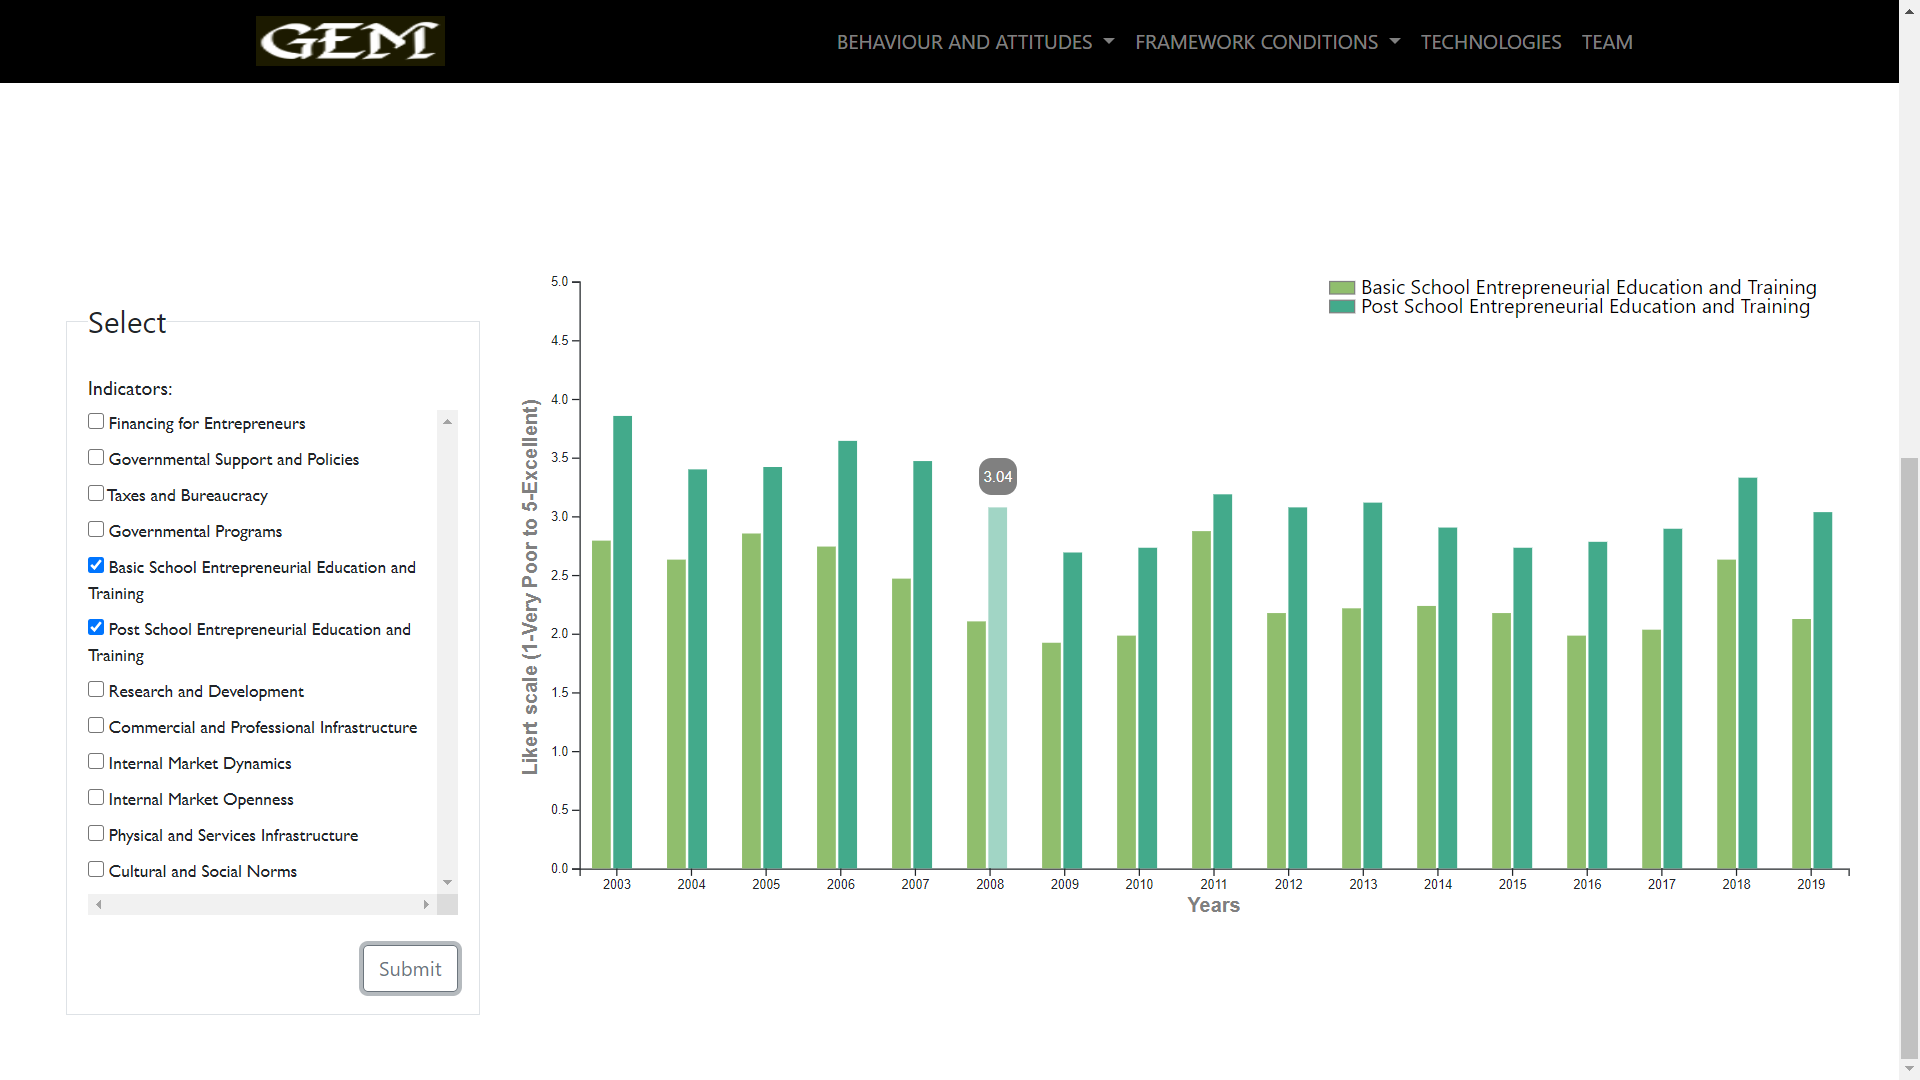 GEM
BEHAVIOUR AND ATTITUDES
FRAMEWORK CONDITIONS
TECHNOLOGIES
TEAM
Select
Indicators:
Financing for Entrepreneurs
Governmental Support and Policies
Taxes and Bureaucracy
Governmental Programs
Basic School Entrepreneurial Education and
Training
Post School Entrepreneurial Education and
Training
Research and Development
Commercial and Professional Infrastructure
Internal Market Dynamics
Internal Market Openness
Physical and Services Infrastructure
Cultural and Social Norms
Submit
Basic School Entrepreneurial Education and Training
Post School Entrepreneurial Education and Training
Likert scale (1-Very Poor to 5-Excellent)
5.0
4.5
4.0
3.5
3.0
2.5
2.0
1.5
1.0
0.5
0.0
3.04
2003 2004 2005 2006 2007 2008 2009 2010 2011 2012 2013 2014 2015 2016 2017 2018 2019
Years